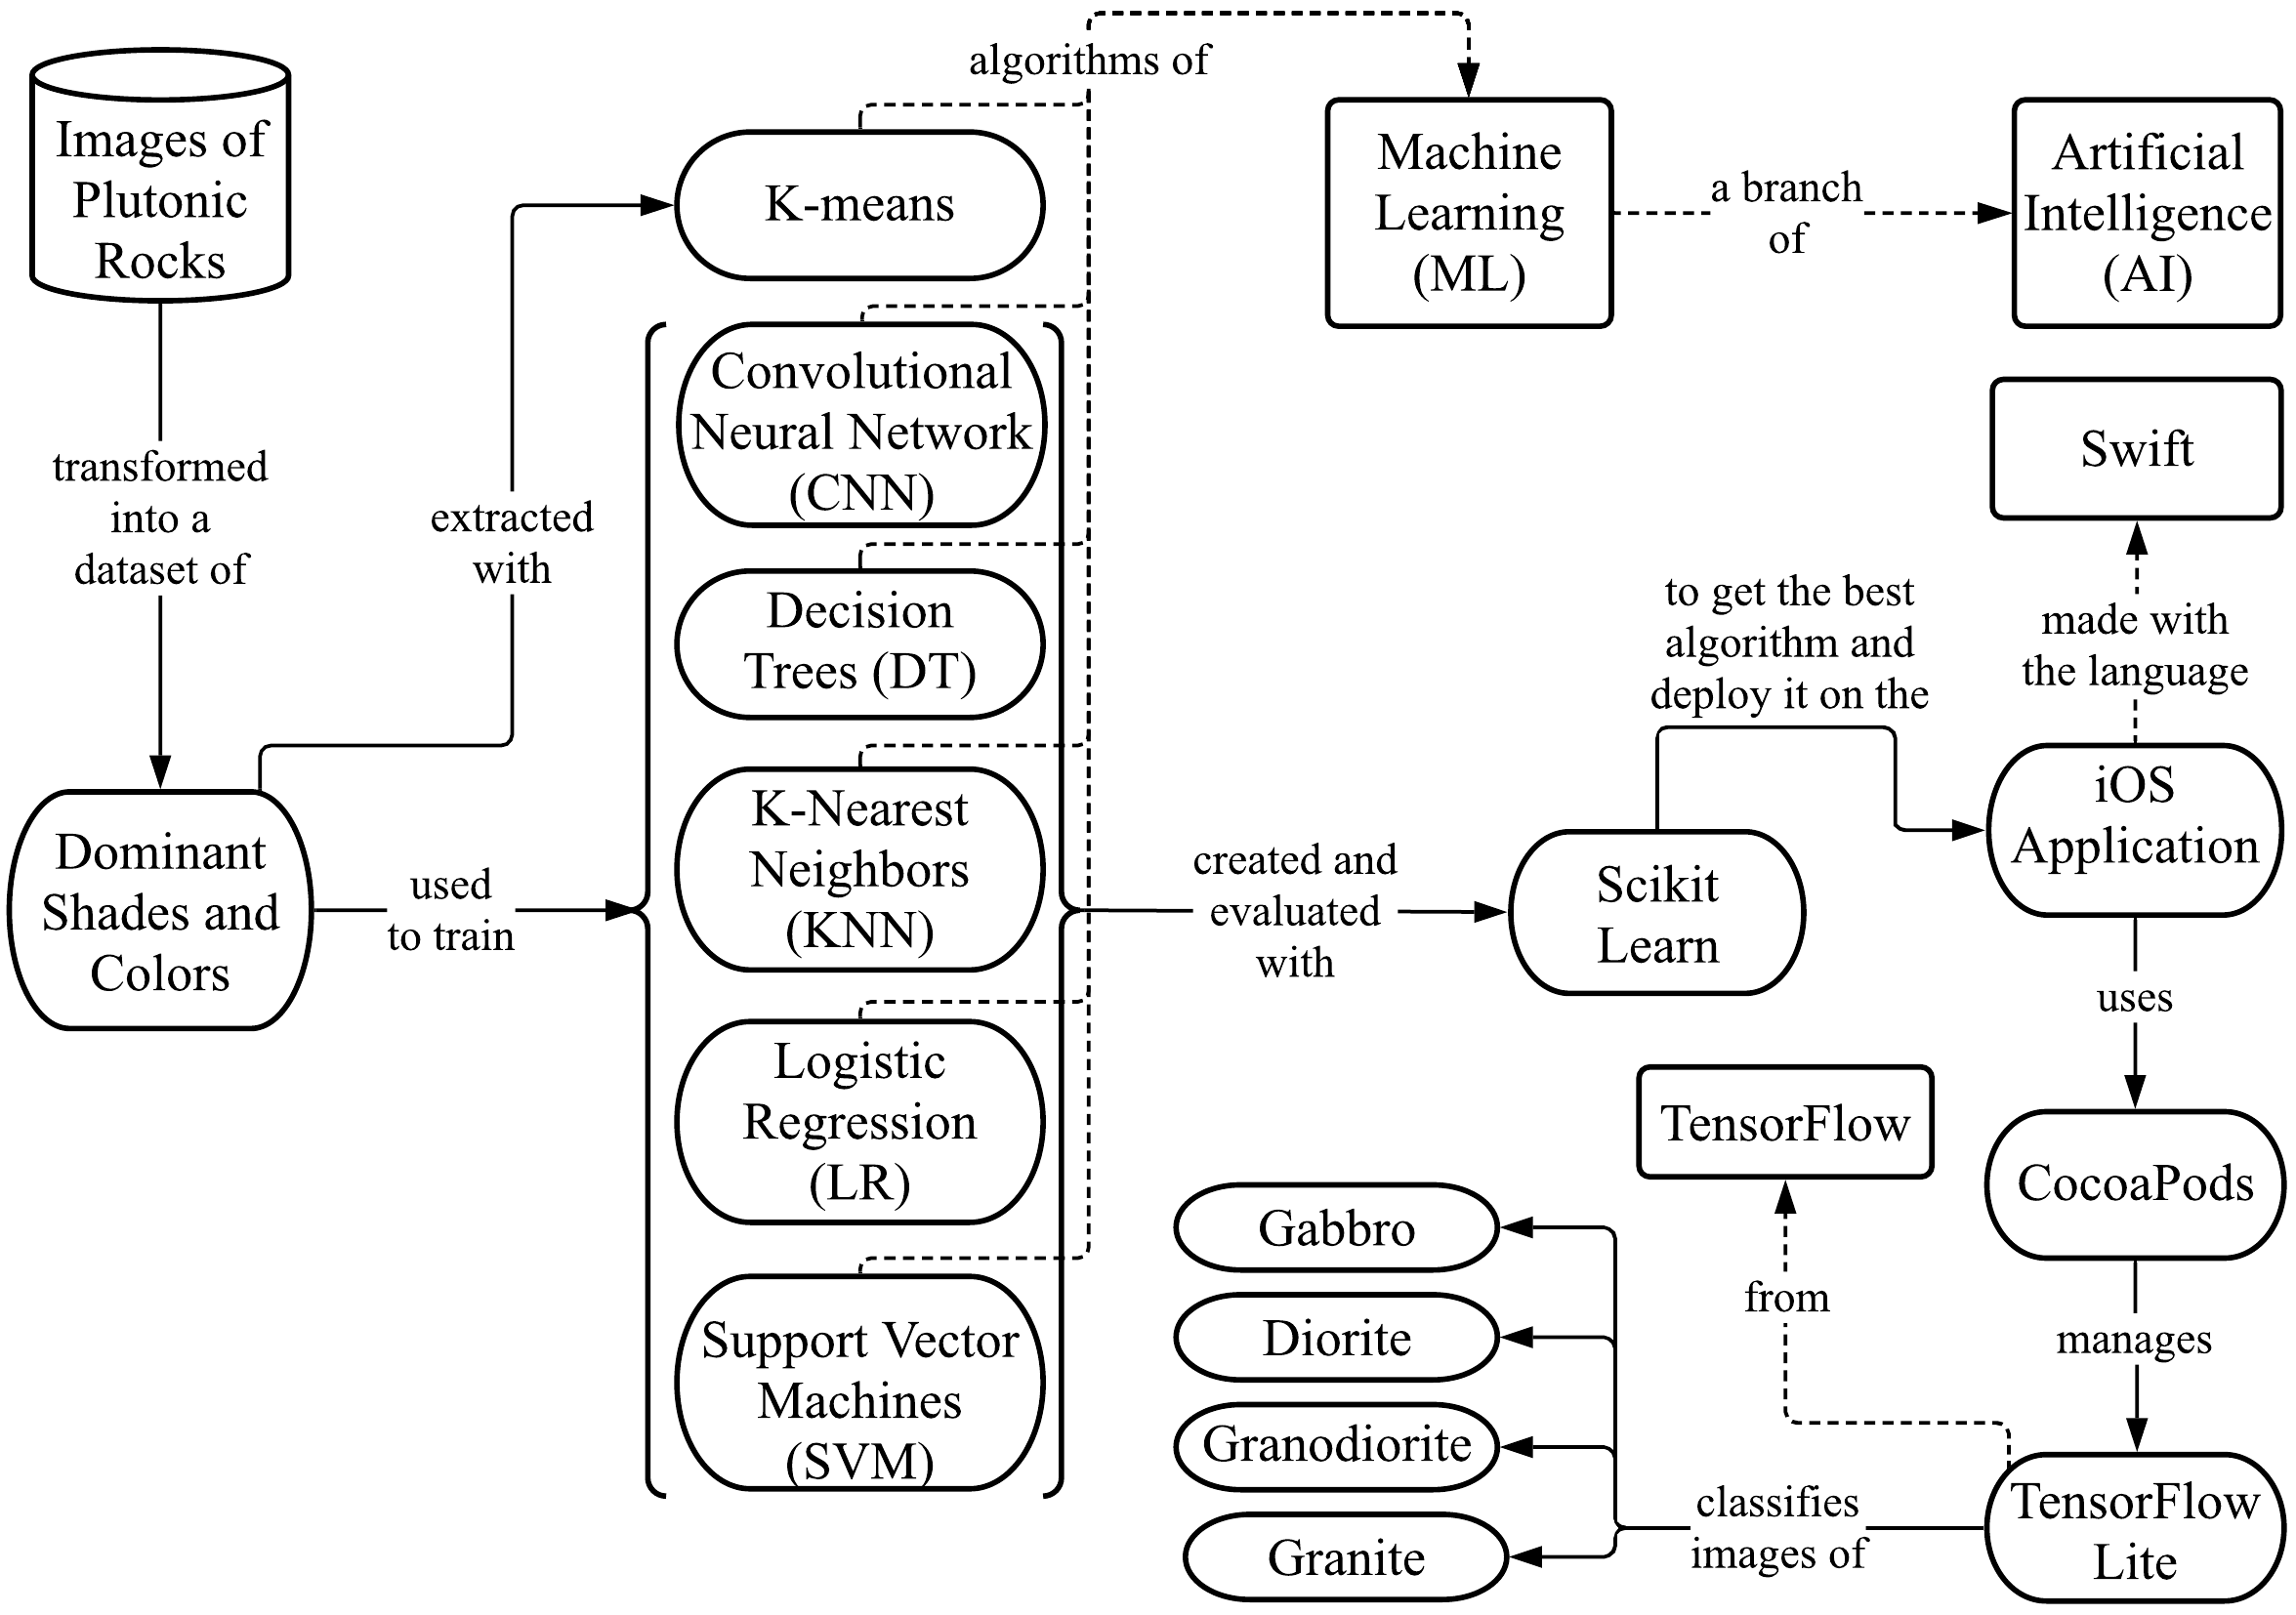 algorithms of
Images of
Plutonic
Rocks
K-means
Machine
Learning
(ML)
a branch
of
Artificial
Intelligence
(AI)
transformed
into a
dataset of
extracted
with
Convolutional
Neural Network
(CNN)
Decision
Trees (DT)
K-Nearest
Neighbors
(KNN)
Logistic
Regression
(LR)
Support Vector
Machines
(SVM)
Dominant
Shades and
Colors
used
to train
created and
evaluated
with
Scikit
Learn
to get the best
algorithm and
deploy it on the
Swift
made with
the language
iOS
Application
uses
CocoaPods
manages
TensorFlow
Lite
from
TensorFlow
classifies
images of
Gabbro
Diorite
Granodiorite
Granite